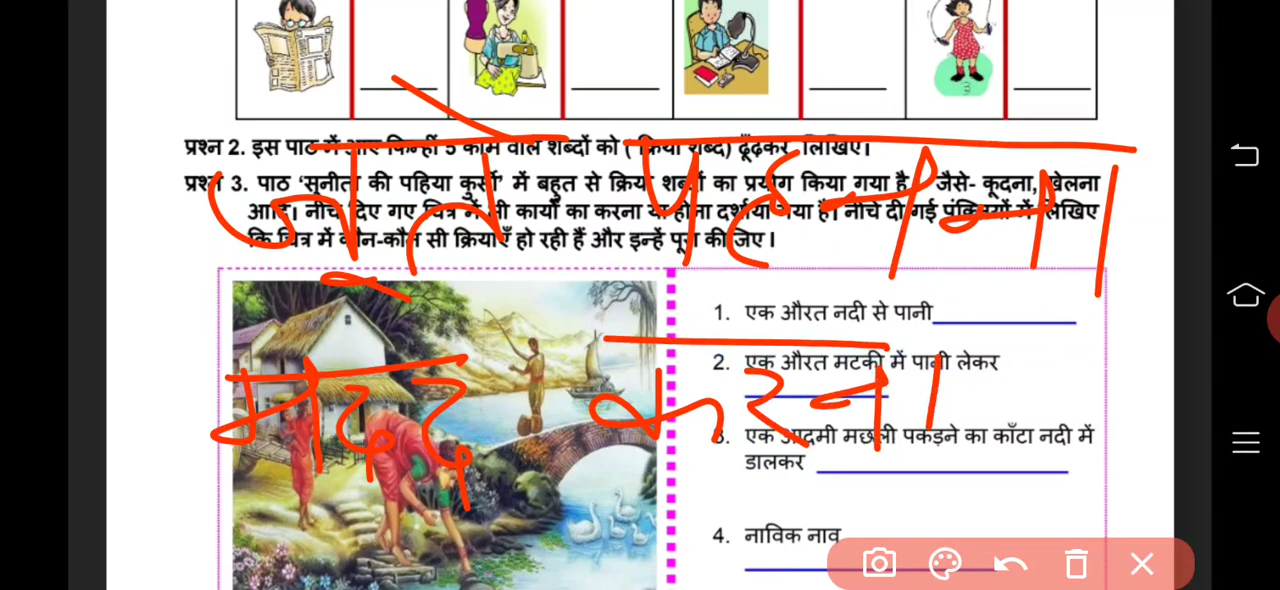 प्रश्न 2. इस पाठ में आए किन्हीं 5 काम वाले शब्दों को ( क्रिया शब्द) ढूँढ़कर लिखिए।
प्रश्न 3. पाठ ‘सुनीता की पहिया कुर्सी’ में बहुत से क्रिया शब्दों का प्रयोग किया गया है, जैसे- कूदना, खेलना
आदि। नीचे दिए गए चित्र में भी कार्यों का करना या होना दर्शाया गया है। नीचे दी गई पंक्तियों में लिखिए
कि चित्र में कौन-कौन सी क्रियाएँ हो रही हैं और इन्हें पूरा कीजिए।
जूते पहनना।
1. एक औरत नदी से पानी
2. एक औरत मटकी में पानी लेकर
मदद करना।
3. एक आदमी मछली पकड़ने का काँटा नदी में
डालकर
4. नाविक नाव